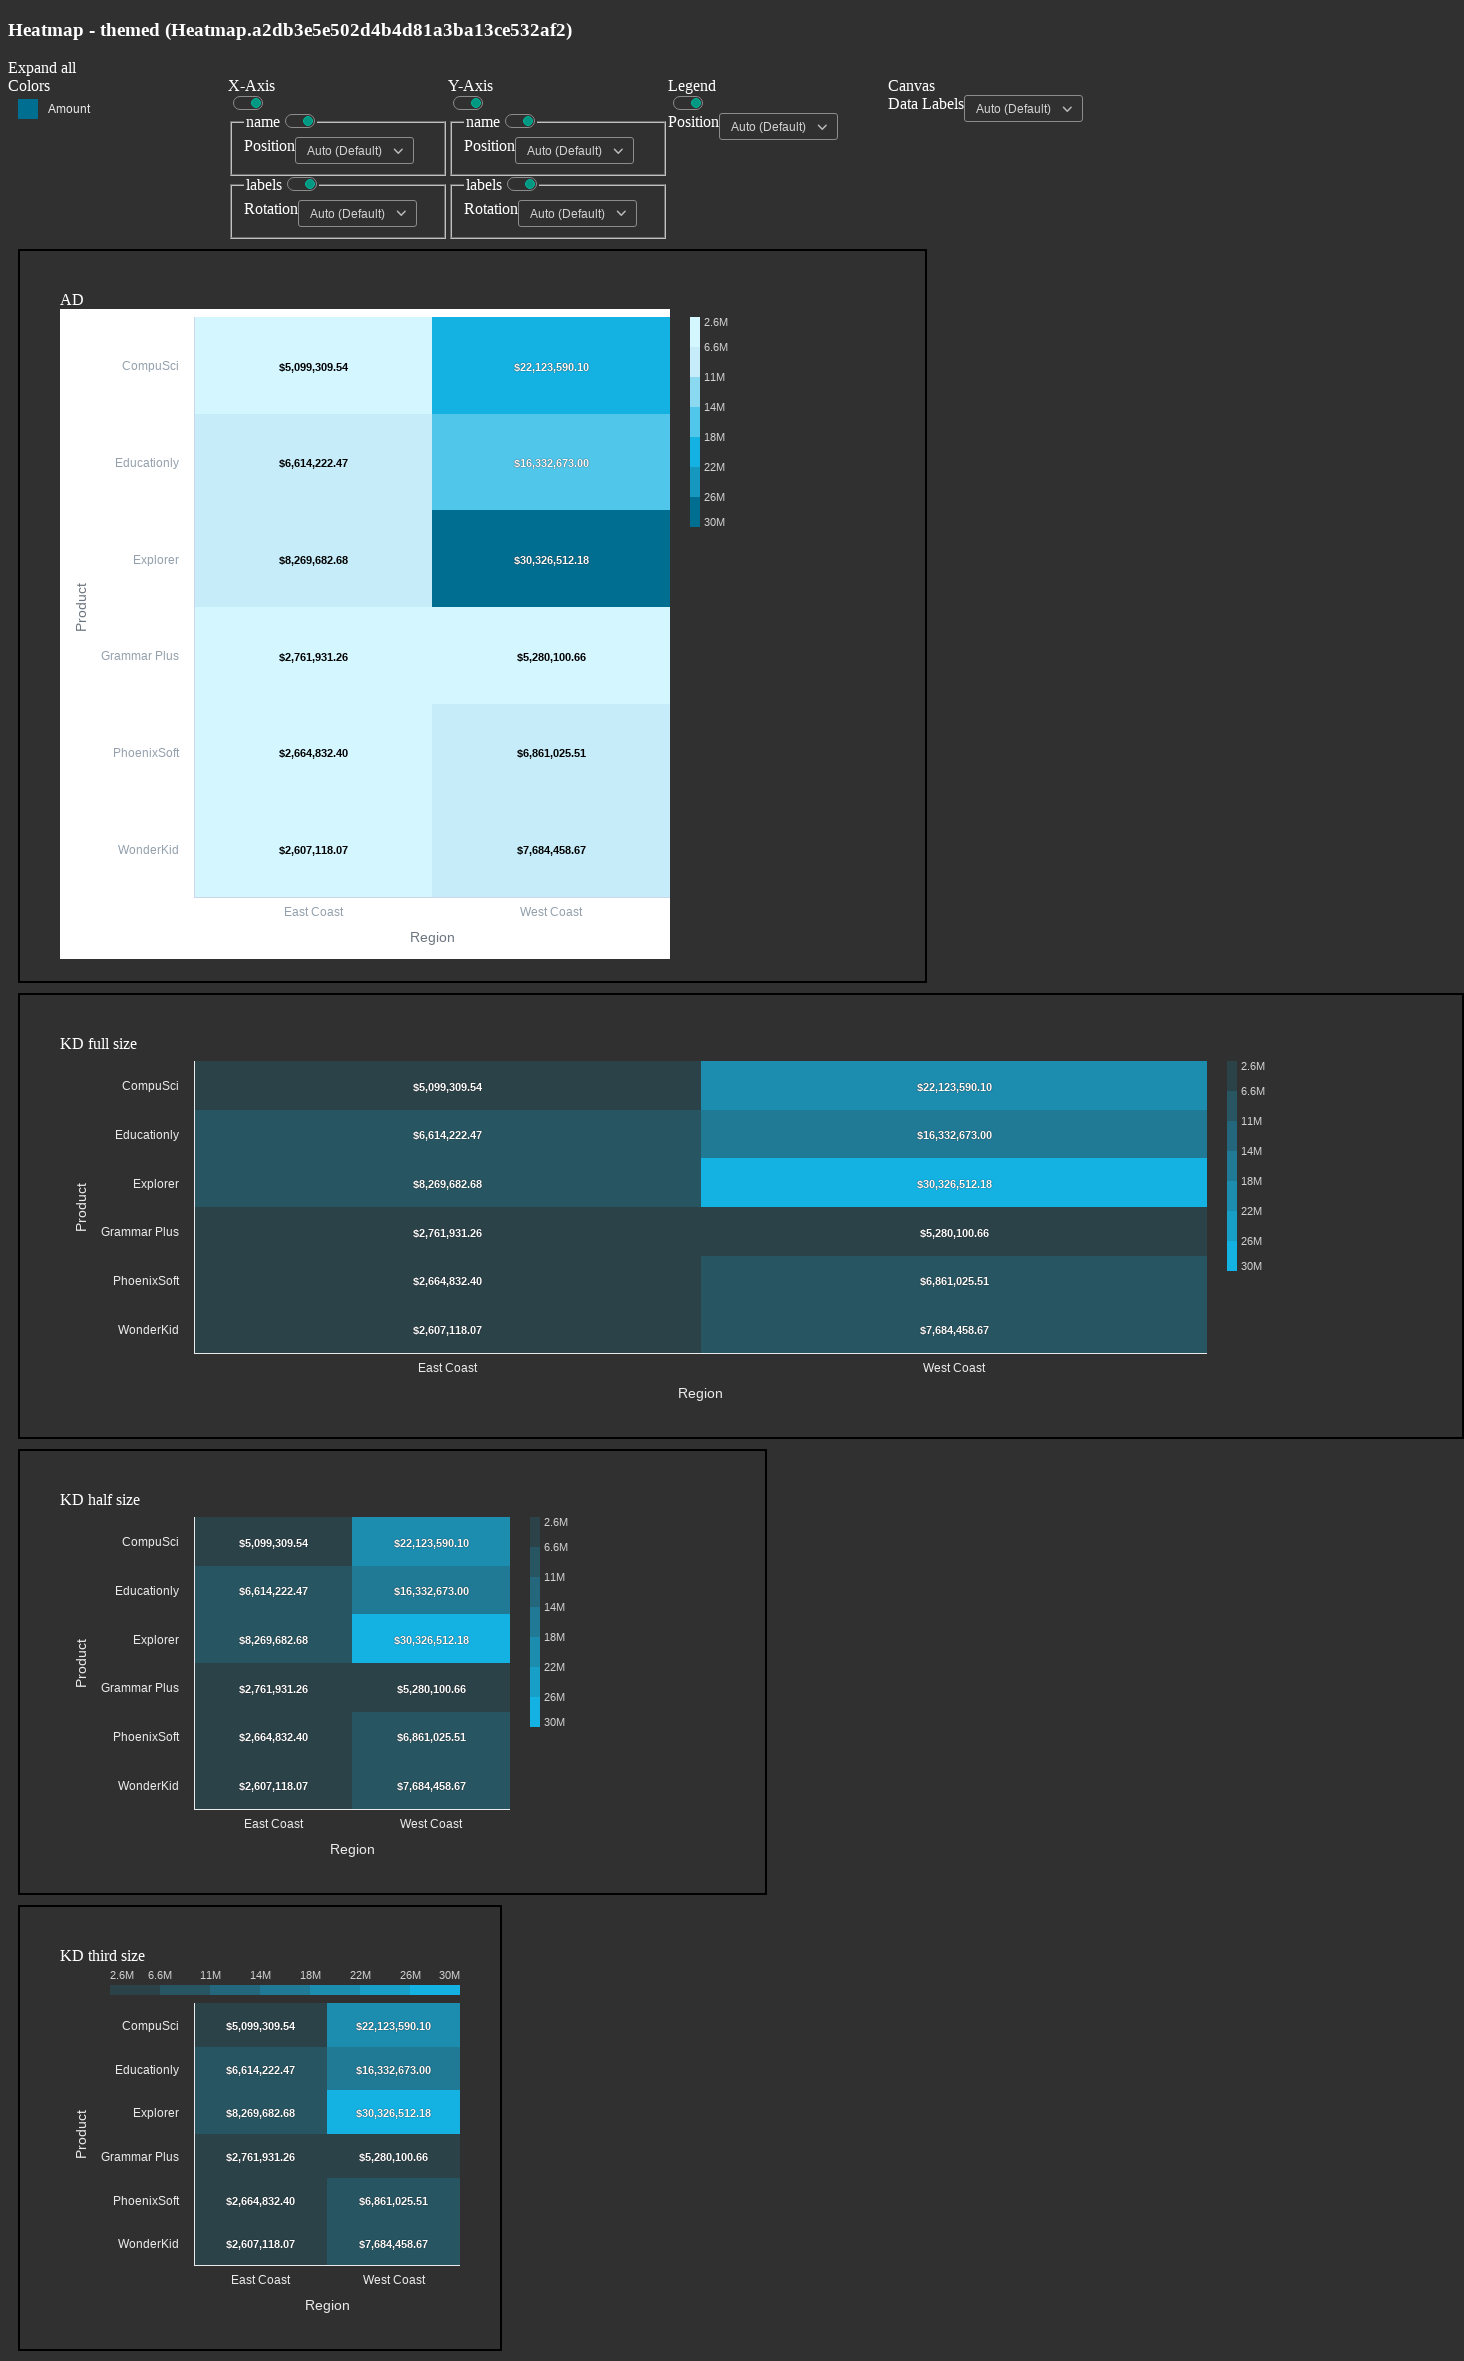 Heatmap - themed (Heatmap.a2db3e5e502d4b4d81a3ba13ce532af2)
Expand all
Colors
Amount
X-Axis
name
Position Auto (Default)
labels
Rotation Auto (Default)
Y-Axis
name
Position Auto (Default)
labels
Rotation Auto (Default)
Legend
Position Auto (Default)
Canvas
Data Labels Auto (Default)
AD
CompuSci $5,099,309.54 $22,123,590.10
Educationly $6,614,222.47 $16,332,673.00
Explorer $8,269,682.68 $30,326,512.18
Grammar Plus $2,761,931.26 $5,280,100.66
PhoenixSoft $2,664,832.40 $6,861,025.51
WonderKid $2,607,118.07 $7,684,458.67
Product
East Coast West Coast
Region
2.6M
6.6M
11M
14M
18M
22M
26M
30M
KD full size
CompuSci $5,099,309.54 $22,123,590.10
Educationly $6,614,222.47 $16,332,673.00
Explorer $8,269,682.68 $30,326,512.18
Grammar Plus $2,761,931.26 $5,280,100.66
PhoenixSoft $2,664,832.40 $6,861,025.51
WonderKid $2,607,118.07 $7,684,458.67
Product
East Coast West Coast
Region
2.6M
6.6M
11M
14M
18M
22M
26M
30M
KD half size
CompuSci $5,099,309.54 $22,123,590.10
Educationly $6,614,222.47 $16,332,673.00
Explorer $8,269,682.68 $30,326,512.18
Grammar Plus $2,761,931.26 $5,280,100.66
PhoenixSoft $2,664,832.40 $6,861,025.51
WonderKid $2,607,118.07 $7,684,458.67
Product
East Coast West Coast
Region
2.6M
6.6M
11M
14M
18M
22M
26M
30M
KD third size
2.6M 6.6M 11M 14M 18M 22M 26M 30M
CompuSci $5,099,309.54 $22,123,590.10
Educationly $6,614,222.47 $16,332,673.00
Explorer $8,269,682.68 $30,326,512.18
Grammar Plus $2,761,931.26 $5,280,100.66
PhoenixSoft $2,664,832.40 $6,861,025.51
WonderKid $2,607,118.07 $7,684,458.67
Product
East Coast West Coast
Region